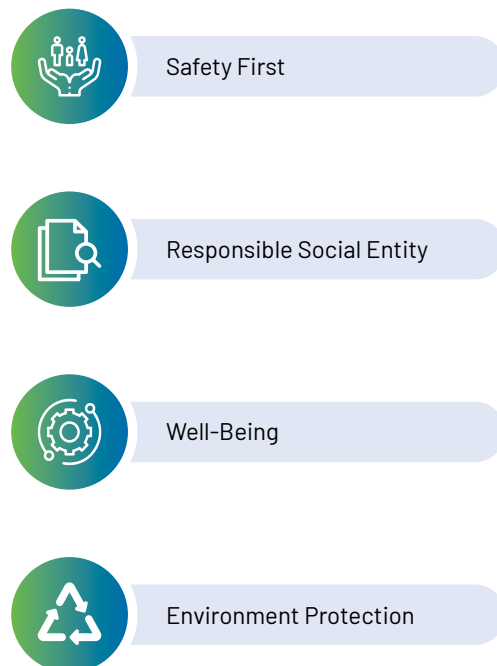 Safety First
Responsible Social Entity
Well-Being
Environment Protection